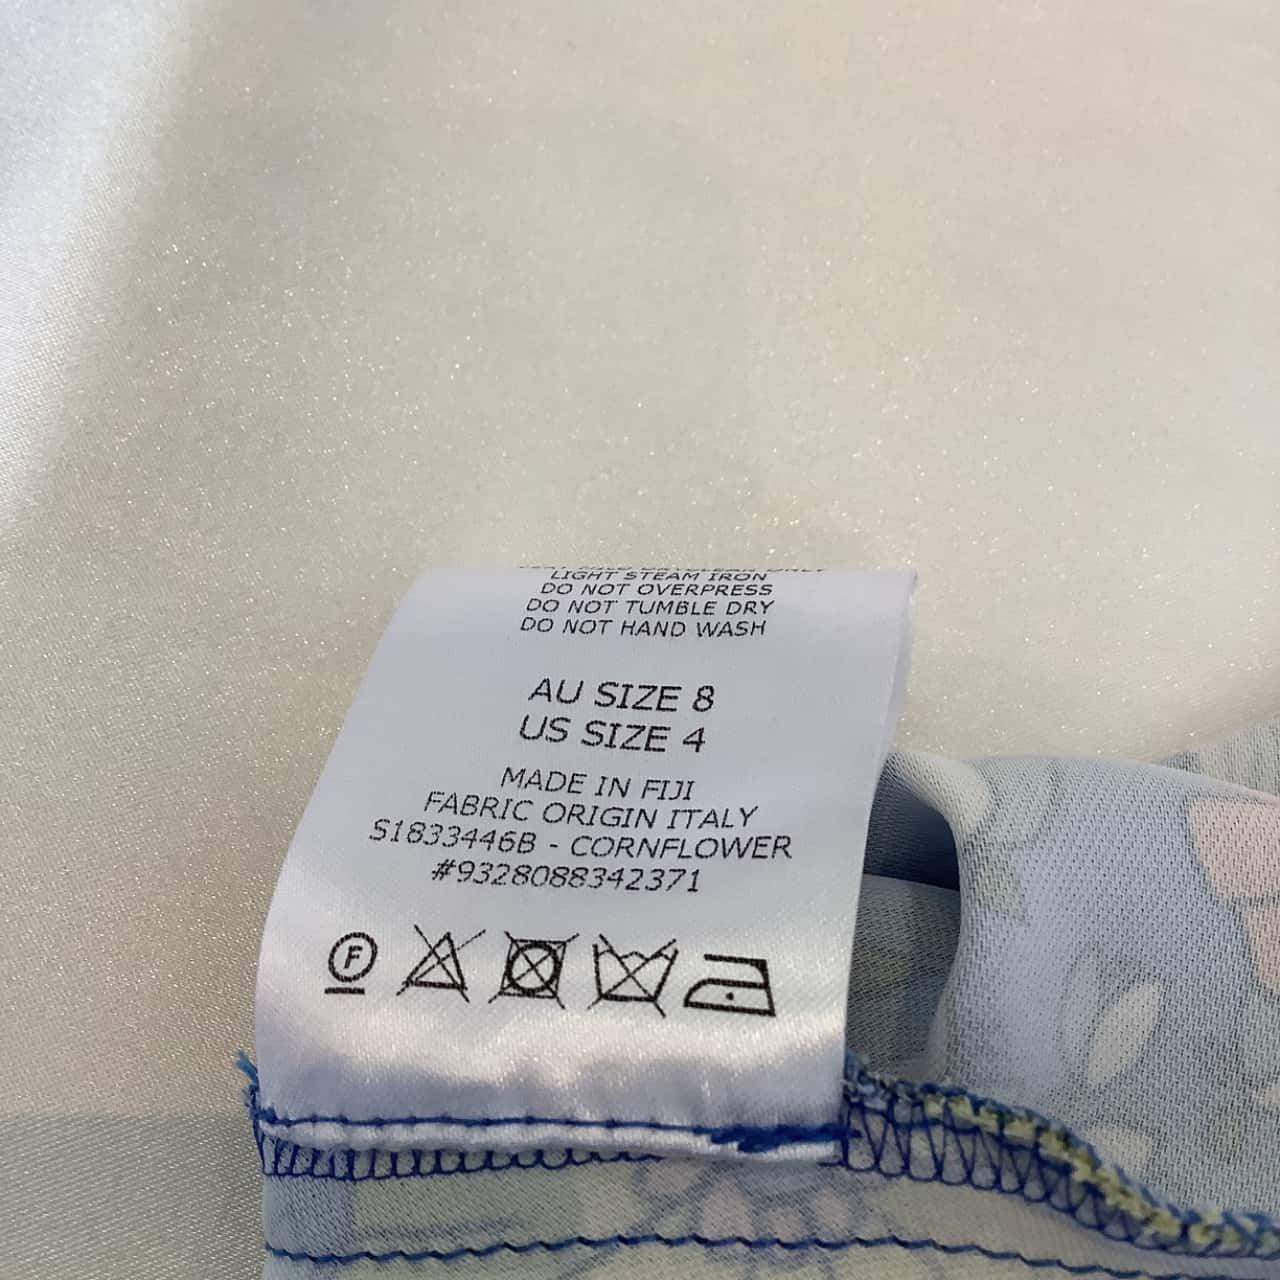 LIGHT STEAM IRON
DO NOT OVERPRESS
DO NOT TUMBLE DRY
DO NOT HAND WASH
AU SIZE 8
US SIZE 4
MADE IN FIJI
FABRIC ORIGIN ITALY
S1833446B - CORNFLOWER
#9328088342371
F